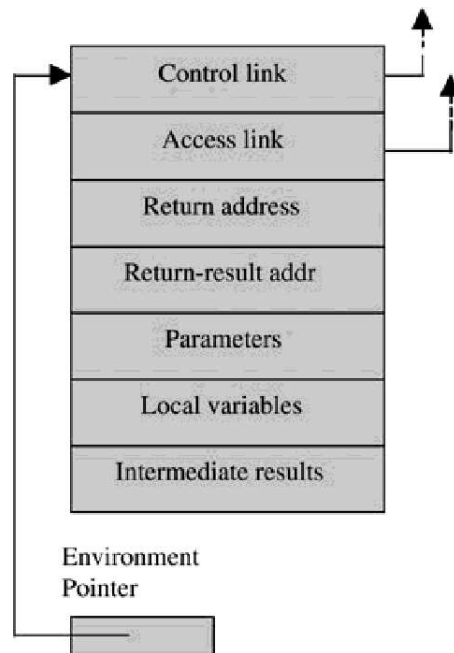 Control link
Access link
Return address
Return-result addr
Parameters
Local variables
Intermediate results
Environment
Pointer